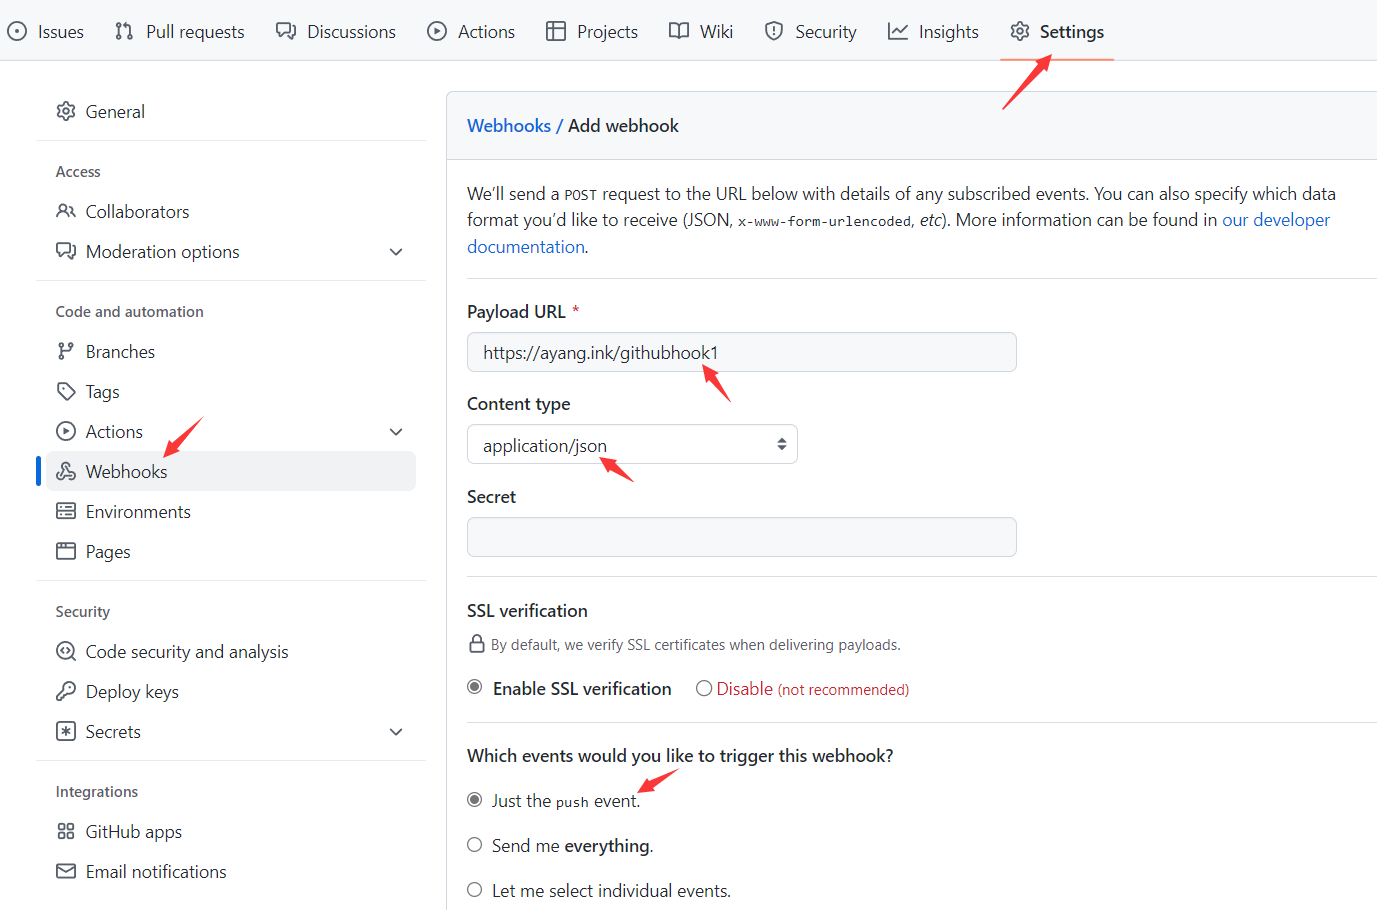 Issues Pull requests Discussions Actions Projects Wiki Security Insights Settings
General
Access
Collaborators
Moderation options
Code and automation
Branches
Tags
Actions
Webhooks
Environments
Pages
Security
Code security and analysis
Deploy keys
Secrets
Integrations
GitHub apps
Email notifications
Webhooks / Add webhook
We’ll send a POST request to the URL below with details of any subscribed events. You can also specify which data
format you’d like to receive (JSON, x-www-form-urlencoded, etc). More information can be found in our developer
documentation.
Payload URL *
https://ayang.ink/githubhook1
Content type
application/json
Secret
SSL verification
By default, we verify SSL certificates when delivering payloads.
Enable SSL verification Disable (not recommended)
Which events would you like to trigger this webhook?
Just the push event.
Send me everything.
Let me select individual events.